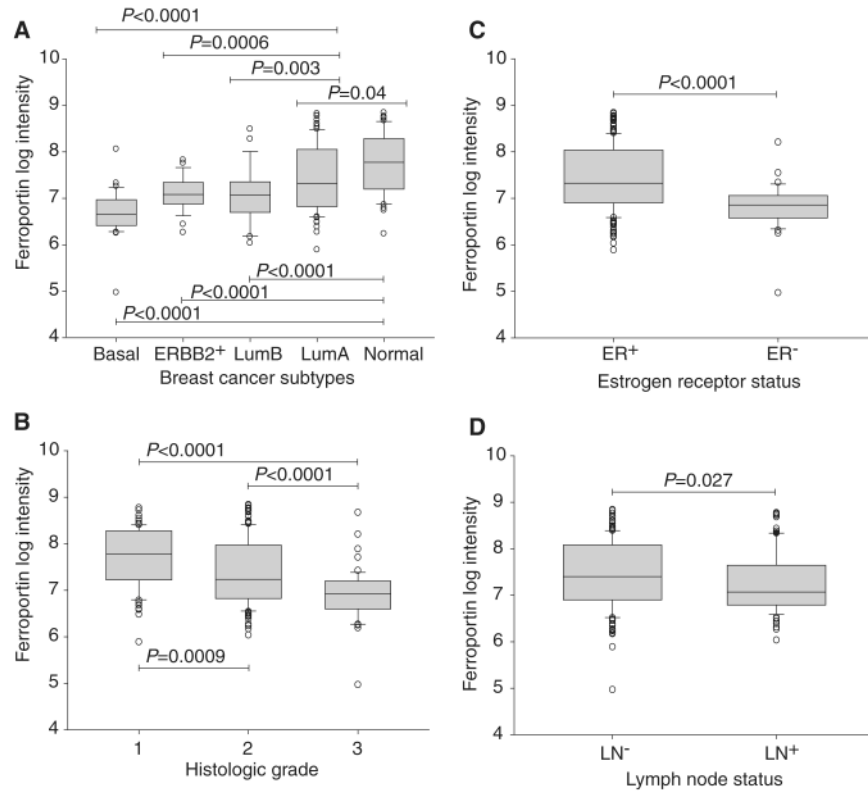 A
P<0.0001
P=0.0006
P=0.003
P=0.04
10
9
8
7
6
5
4
Ferroportin log intensity
P<0.0001
P<0.0001
P<0.0001
Basal ERBB2+ LumB LumA Normal
Breast cancer subtypes
C
P<0.0001
10
9
8
7
6
5
4
Ferroportin log intensity
ER+ ER-
Estrogen receptor status
B
P<0.0001
P<0.0001
10
9
8
7
6
5
4
Ferroportin log intensity
P=0.0009
1 2 3
Histologic grade
D
P=0.027
10
9
8
7
6
5
4
Ferroportin log intensity
LN- LN+
Lymph node status